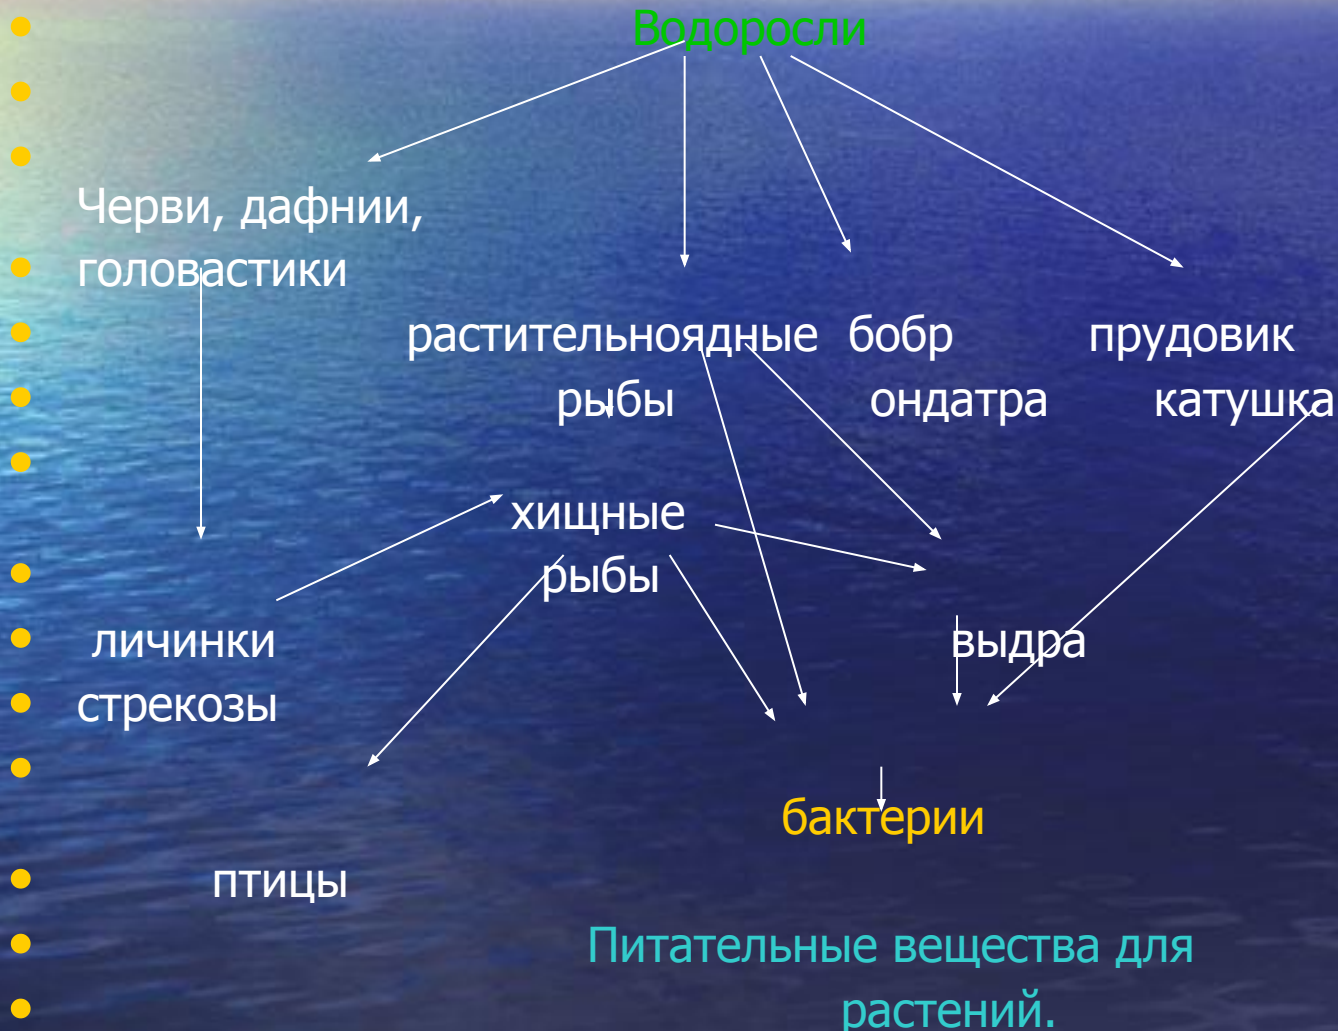 Водоросли
Черви, дафнии,
головастики
растительноядные бобр прудовик
рыбы ондатра катушка
хищные
рыбы
личинки выдра
стрекозы
бактерии
птицы
Питательные вещества для
растений.